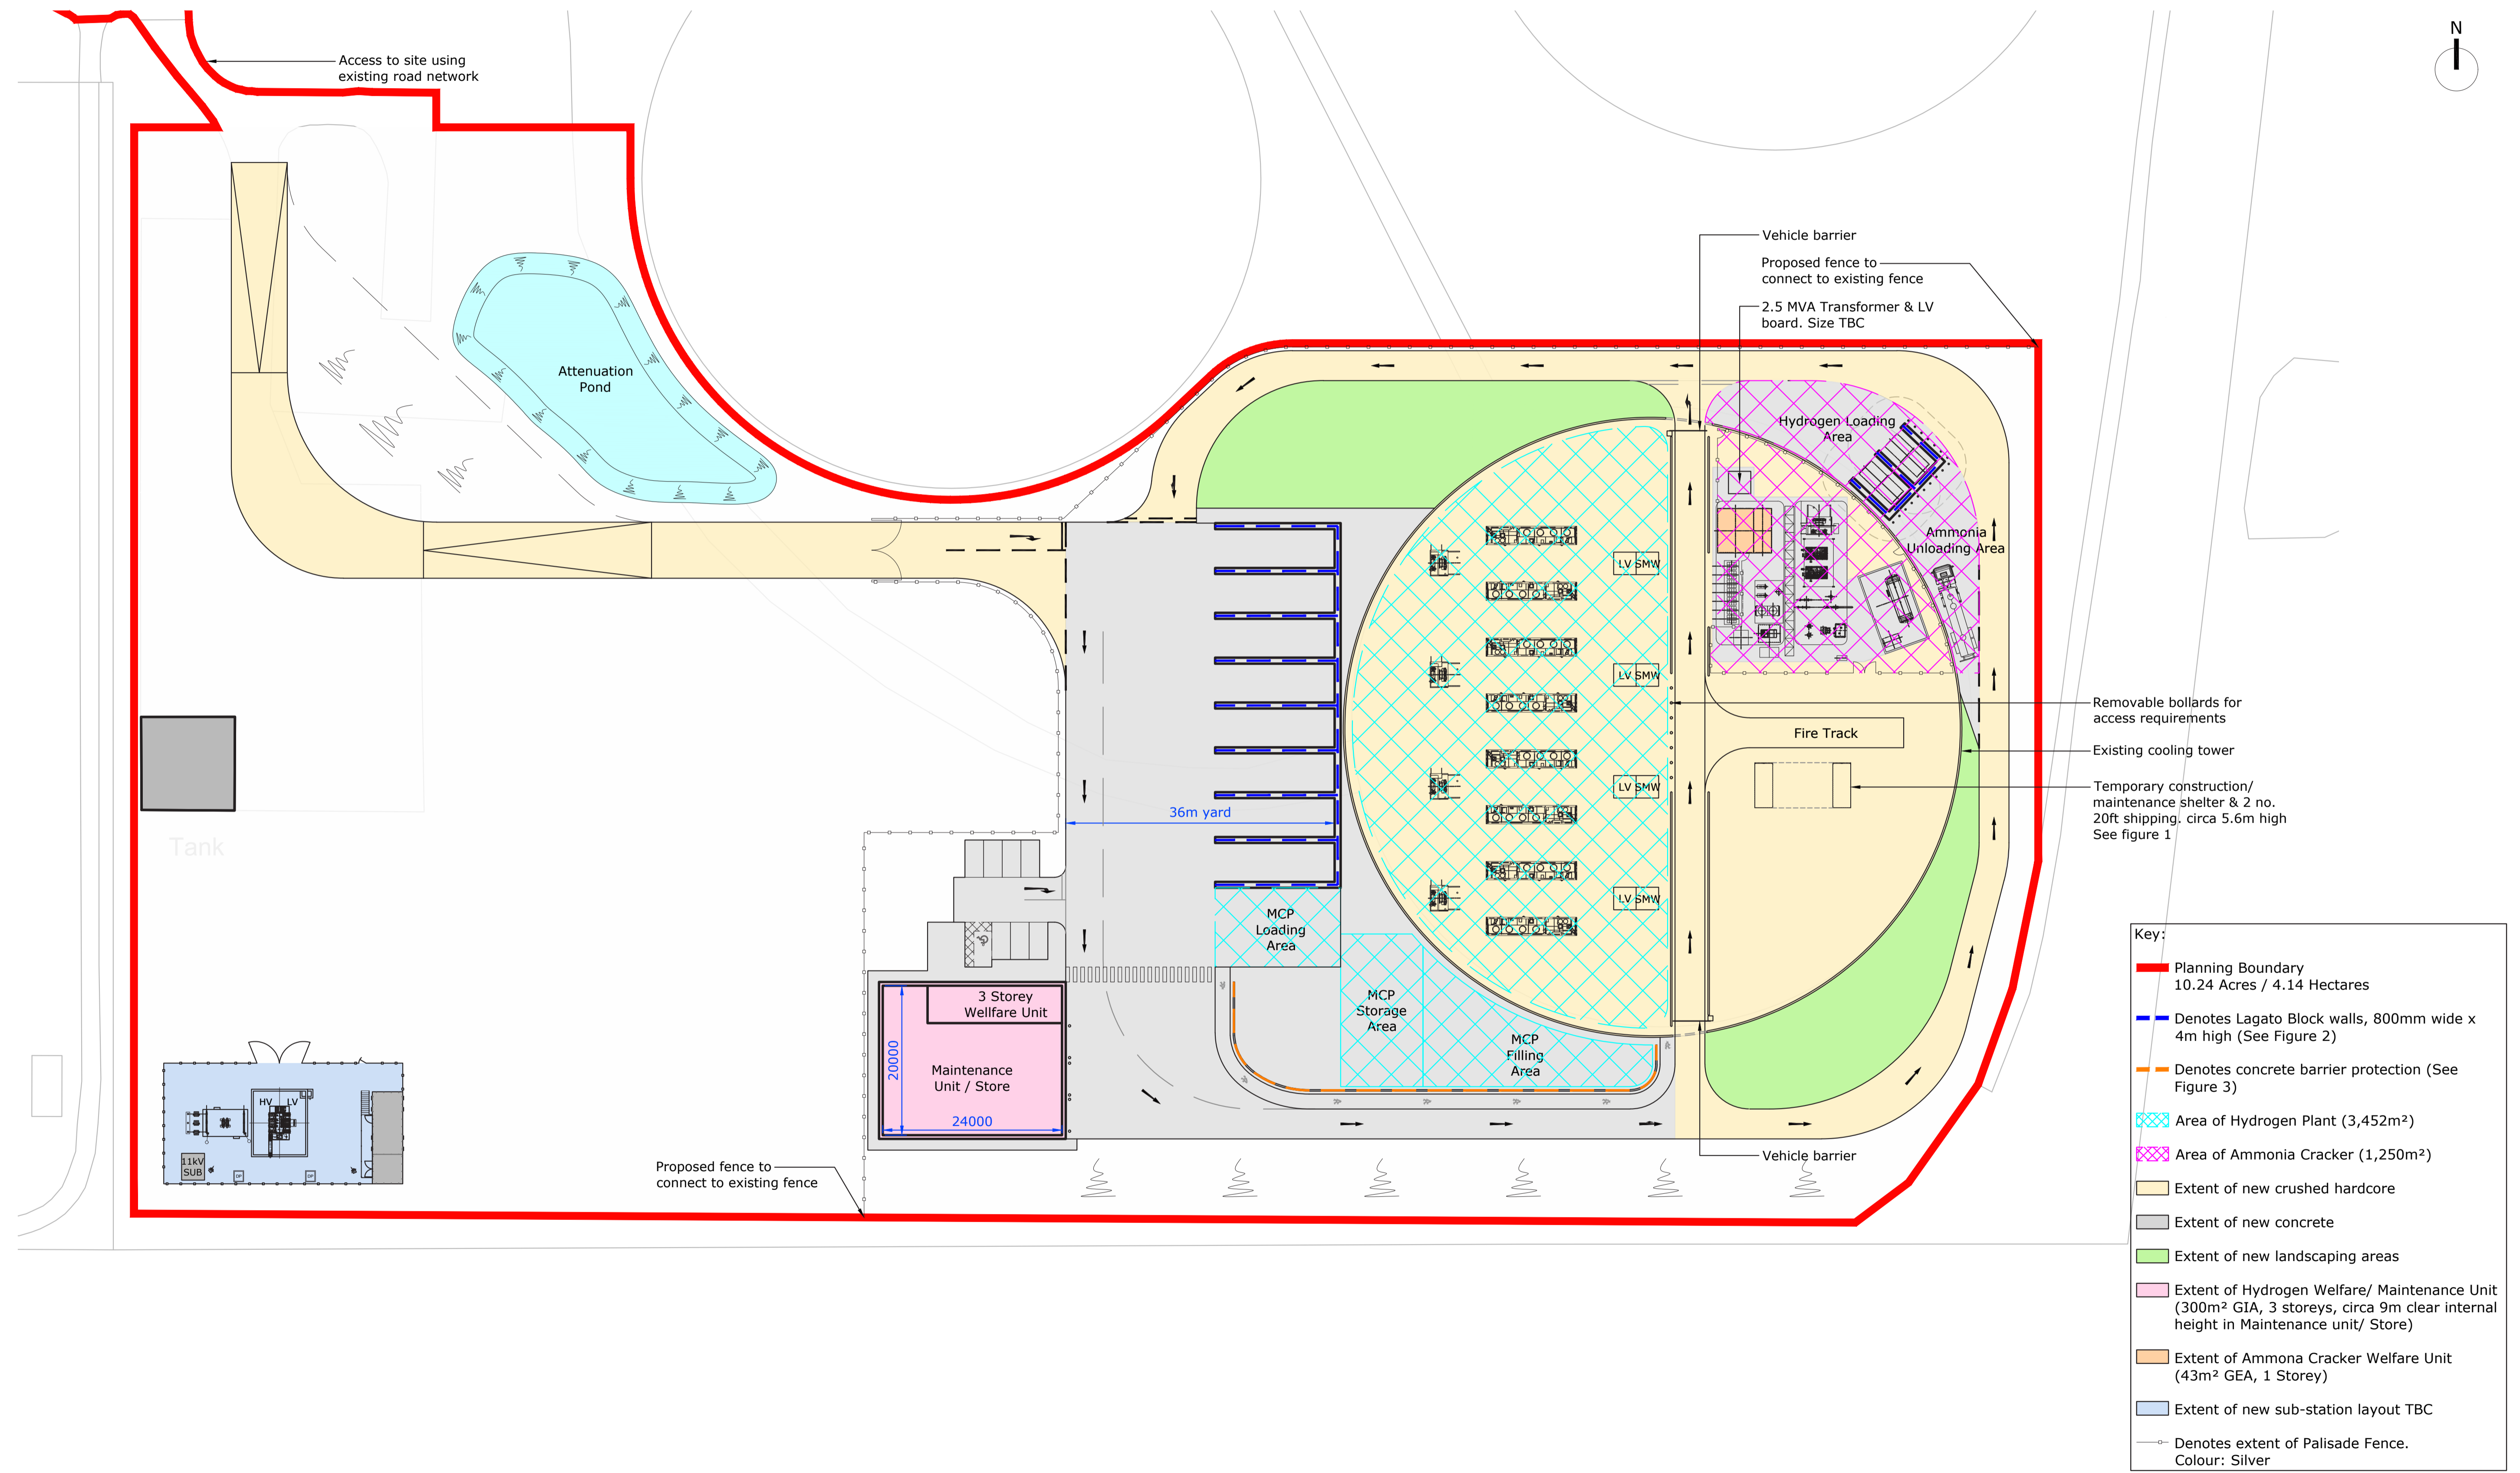 N
Access to site using
existing road network
Vehicle barrier
Proposed fence to
connect to existing fence
2.5 MVA Transformer & LV
board. Size TBC
Attenuation
Pond
Hydrogen Loading
Area
Ammonia
Unloading Area
LV SMW
LV SMW
LV SMW
LV SMW
Removable bollards for
access requirements
Fire Track
Existing cooling tower
Temporary construction/
maintenance shelter & 2 no.
20ft shipping. circa 5.6m high
See figure 1
36m yard
Tank
MCP
Loading
Area
MCP
Storage
Area
MCP
Filling
Area
3 Storey
Wellfare Unit
Maintenance
Unit / Store
20000
24000
HV
LV
11kV
SUB
Proposed fence to
connect to existing fence
Vehicle barrier
Key:
Planning Boundary
10.24 Acres / 4.14 Hectares
Denotes Lagato Block walls, 800mm wide x
4m high (See Figure 2)
Denotes concrete barrier protection (See
Figure 3)
Area of Hydrogen Plant (3,452m²)
Area of Ammonia Cracker (1,250m²)
Extent of new crushed hardcore
Extent of new concrete
Extent of new landscaping areas
Extent of Hydrogen Welfare/ Maintenance Unit
(300m² GIA, 3 storeys, circa 9m clear internal
height in Maintenance unit/ Store)
Extent of Ammona Cracker Welfare Unit
(43m² GEA, 1 Storey)
Extent of new sub-station layout TBC
Denotes extent of Palisade Fence.
Colour: Silver